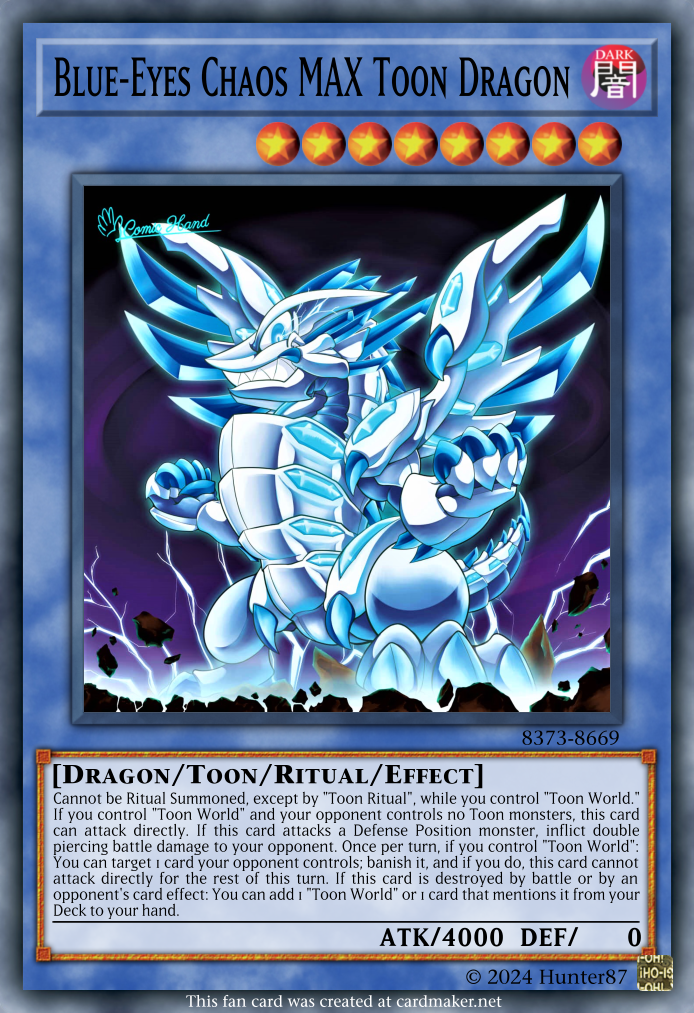 Blue-Eyes Chaos MAX Toon Dragon
DARK
闇
Comic Hand
8373-8669
[Dragon/Toon/Ritual/Effect]
Cannot be Ritual Summoned, except by "Toon Ritual", while you control "Toon World."
If you control "Toon World" and your opponent controls no Toon monsters, this card
can attack directly. If this card attacks a Defense Position monster, inflict double
piercing battle damage to your opponent. Once per turn, if you control "Toon World":
You can target 1 card your opponent controls; banish it, and if you do, this card cannot
attack directly for the rest of this turn. If this card is destroyed by battle or by an
opponent's card effect: You can add 1 "Toon World" or 1 card that mentions it from your
Deck to your hand.
ATK/4000 DEF/ 0
© 2024 Hunter87
This fan card was created at cardmaker.net